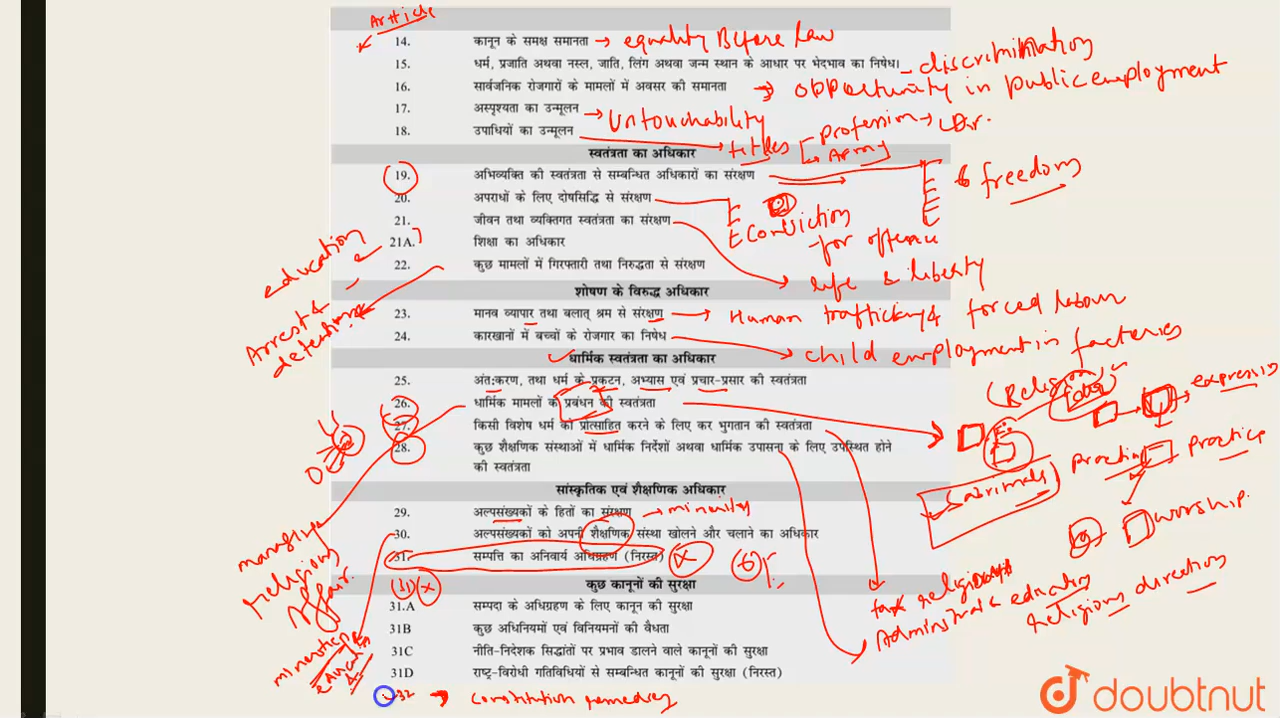 Article
14. कानून के समक्ष समानता → equality Before Law
15. धर्म, प्रजाति अथवा नस्ल, जाति, लिंग अथवा जन्म स्थान के आधार पर भेदभाव का निषेध। - discrimination
16. सार्वजनिक रोजगारों के मामलों में अवसर की समानता → opportunity in public employment
17. अस्पृश्यता का उन्मूलन → Untouchability
18. उपाधियों का उन्मूलन → titles [ profession → Dr.
→ Army
स्वतंत्रता का अधिकार
19. अभिव्यक्ति की स्वतंत्रता से सम्बन्धित अधिकारों का संरक्षण 6 freedom
20. अपराधों के लिए दोषसिद्धि से संरक्षण conviction
for offence
21. जीवन तथा व्यक्तिगत स्वतंत्रता का संरक्षण life & liberty
education 21A. शिक्षा का अधिकार
Arrest & detention 22. कुछ मामलों में गिरफ्तारी तथा निरुद्धता से संरक्षण
शोषण के विरुद्ध अधिकार
23. मानव व्यापार तथा बलात् श्रम से संरक्षण → Human trafficking & forced labour
24. कारखानों में बच्चों के रोजगार का निषेध child employment in factories
धार्मिक स्वतंत्रता का अधिकार
25. अंत:करण, तथा धर्म के प्रकटन, अभ्यास एवं प्रचार-प्रसार की स्वतंत्रता (Religion) expression
26. धार्मिक मामलों के प्रबंधन की स्वतंत्रता
27. किसी विशेष धर्म को प्रोत्साहित करने के लिए कर भुगतान की स्वतंत्रता
28. कुछ शैक्षणिक संस्थाओं में धार्मिक निर्देशों अथवा धार्मिक उपासना के लिए उपस्थित होने
की स्वतंत्रता
practice
Sabrimala
worship
सांस्कृतिक एवं शैक्षणिक अधिकार
29. अल्पसंख्यकों के हितों का संरक्षण
30. अल्पसंख्यकों को अपनी शैक्षणिक संस्था खोलने और चलाने का अधिकार
31. सम्पत्ति का अनिवार्य अधिग्रहण (निरस्त) x 6
managing
religious
Affair.
कुछ कानूनों की सुरक्षा
(31) x
31.A सम्पदा के अधिग्रहण के लिए कानून की सुरक्षा
31B कुछ अधिनियमों एवं विनियमनों की वैधता
31C नीति-निदेशक सिद्धांतों पर प्रभाव डालने वाले कानूनों की सुरक्षा
31D राष्ट्र-विरोधी गतिविधियों से सम्बन्धित कानूनों की सुरक्षा (निरस्त)
religious direction
32 → constitution remedies
doubtnut